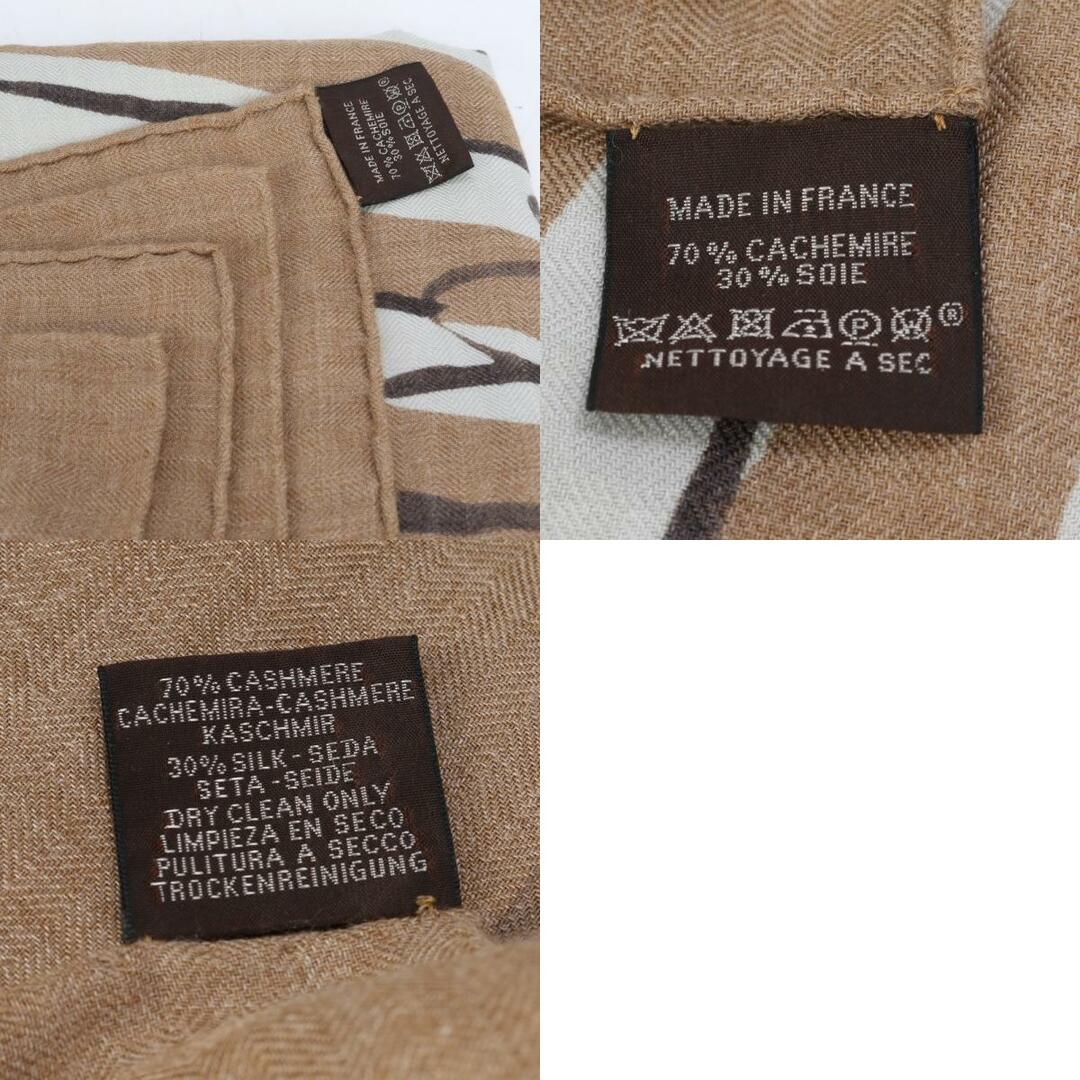 MADE IN FRANCE
70 % CACHEMIRE
30 % SOIE
NETTOYAGE A SEC
MADE IN FRANCE
70 % CACHEMIRE
30 % SOIE
P W ®
NETTOYAGE A SEC
70% CASHMERE
CACHEMIRA-CASHMERE
KASCHMIR
30% SILK - SEDA
SETA - SEIDE
DRY CLEAN ONLY
LIMPIEZA EN SECO
PULITURA A SECCO
TROCKENREINIGUNG